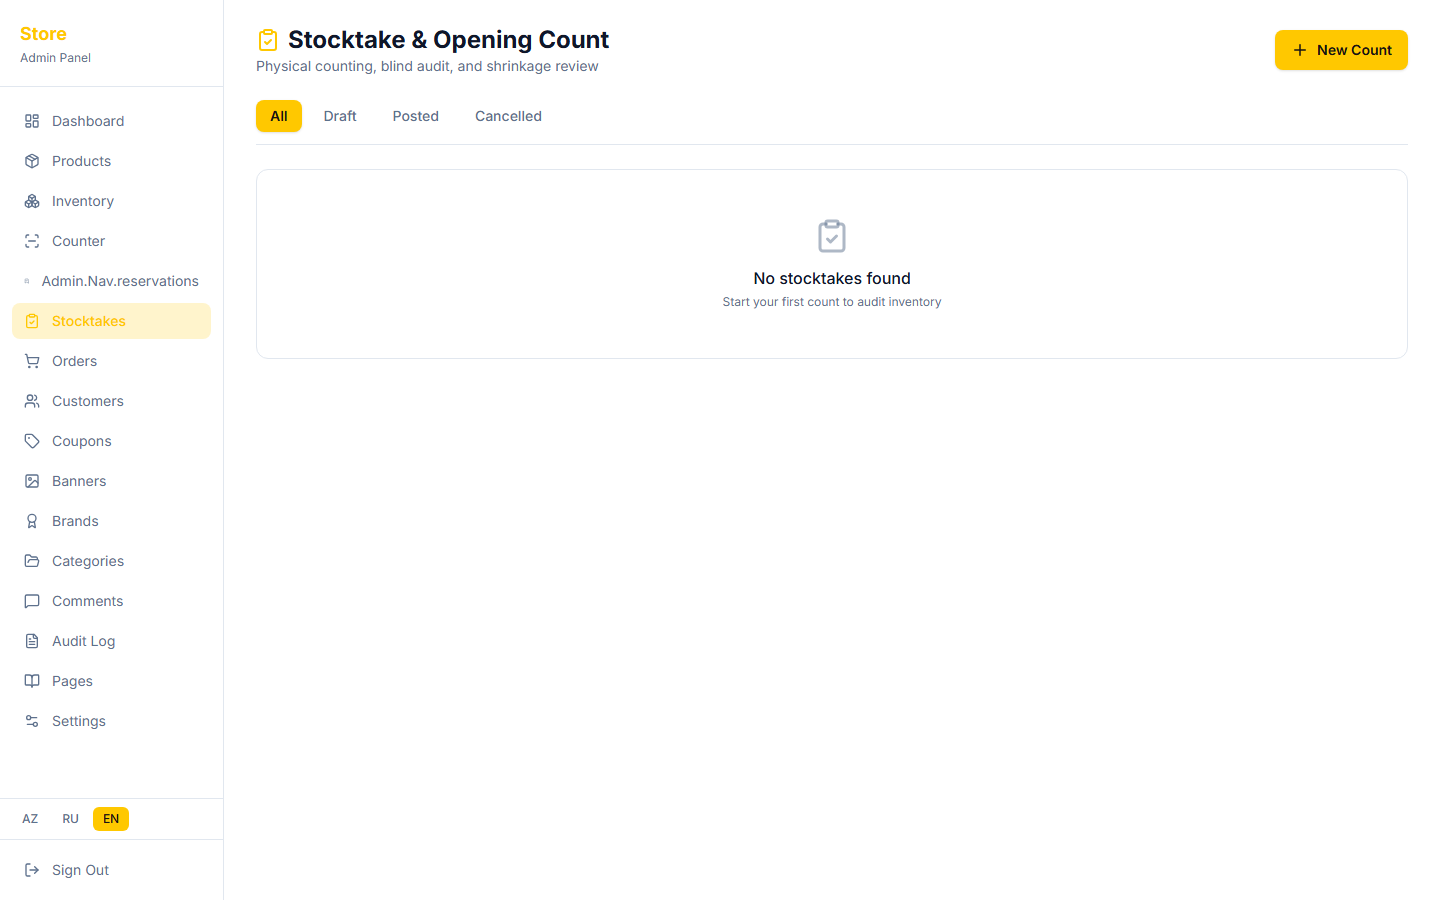 Store
Admin Panel
Dashboard
Products
Inventory
Counter
Admin.Nav.reservations
Stocktakes
Orders
Customers
Coupons
Banners
Brands
Categories
Comments
Audit Log
Pages
Settings
AZ RU EN
Sign Out
Stocktake & Opening Count
Physical counting, blind audit, and shrinkage review
New Count
All Draft Posted Cancelled
No stocktakes found
Start your first count to audit inventory